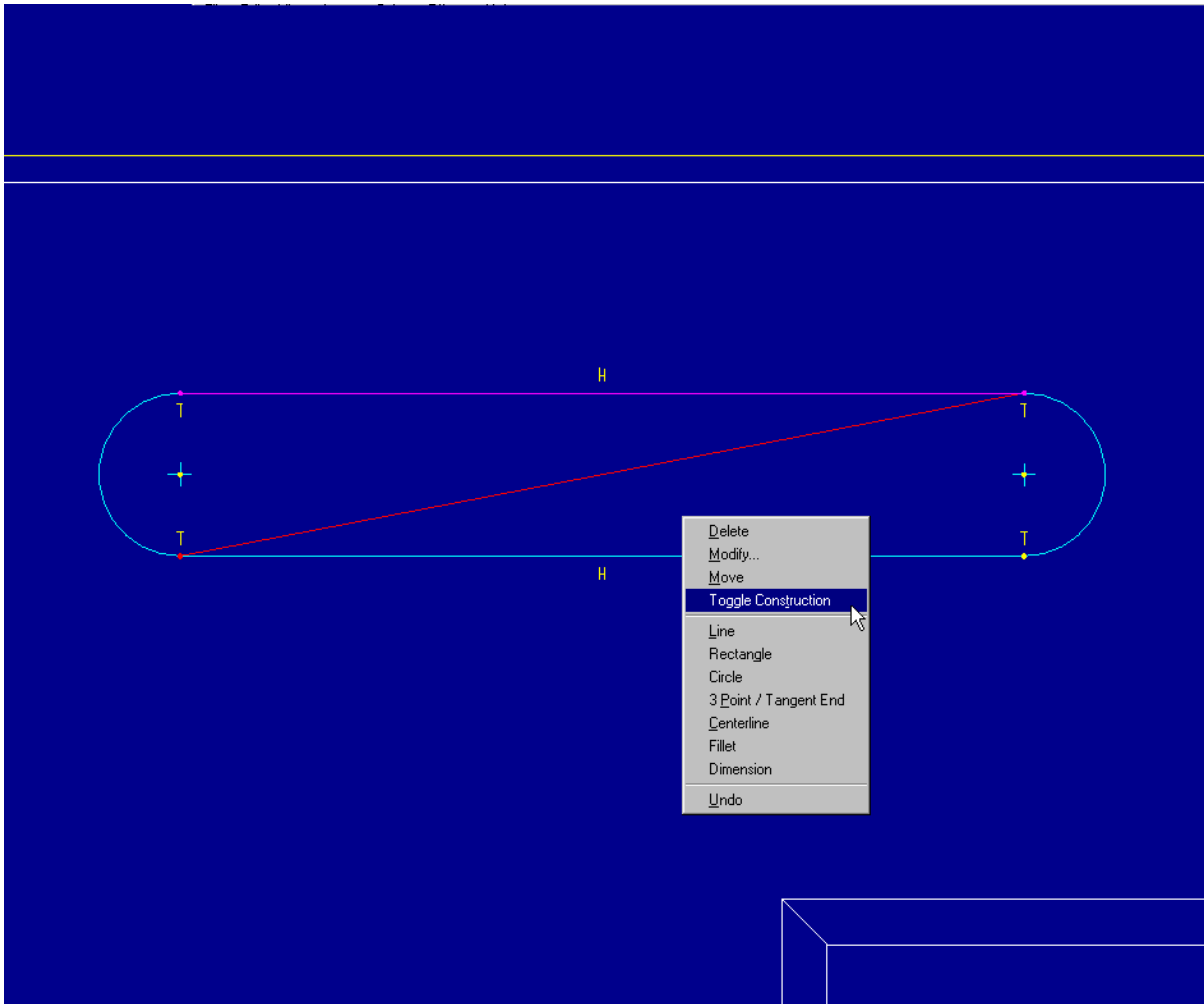 H
T T
T T
H
Delete
Modify...
Move
Toggle Construction
Line
Rectangle
Circle
3 Point / Tangent End
Centerline
Fillet
Dimension
Undo